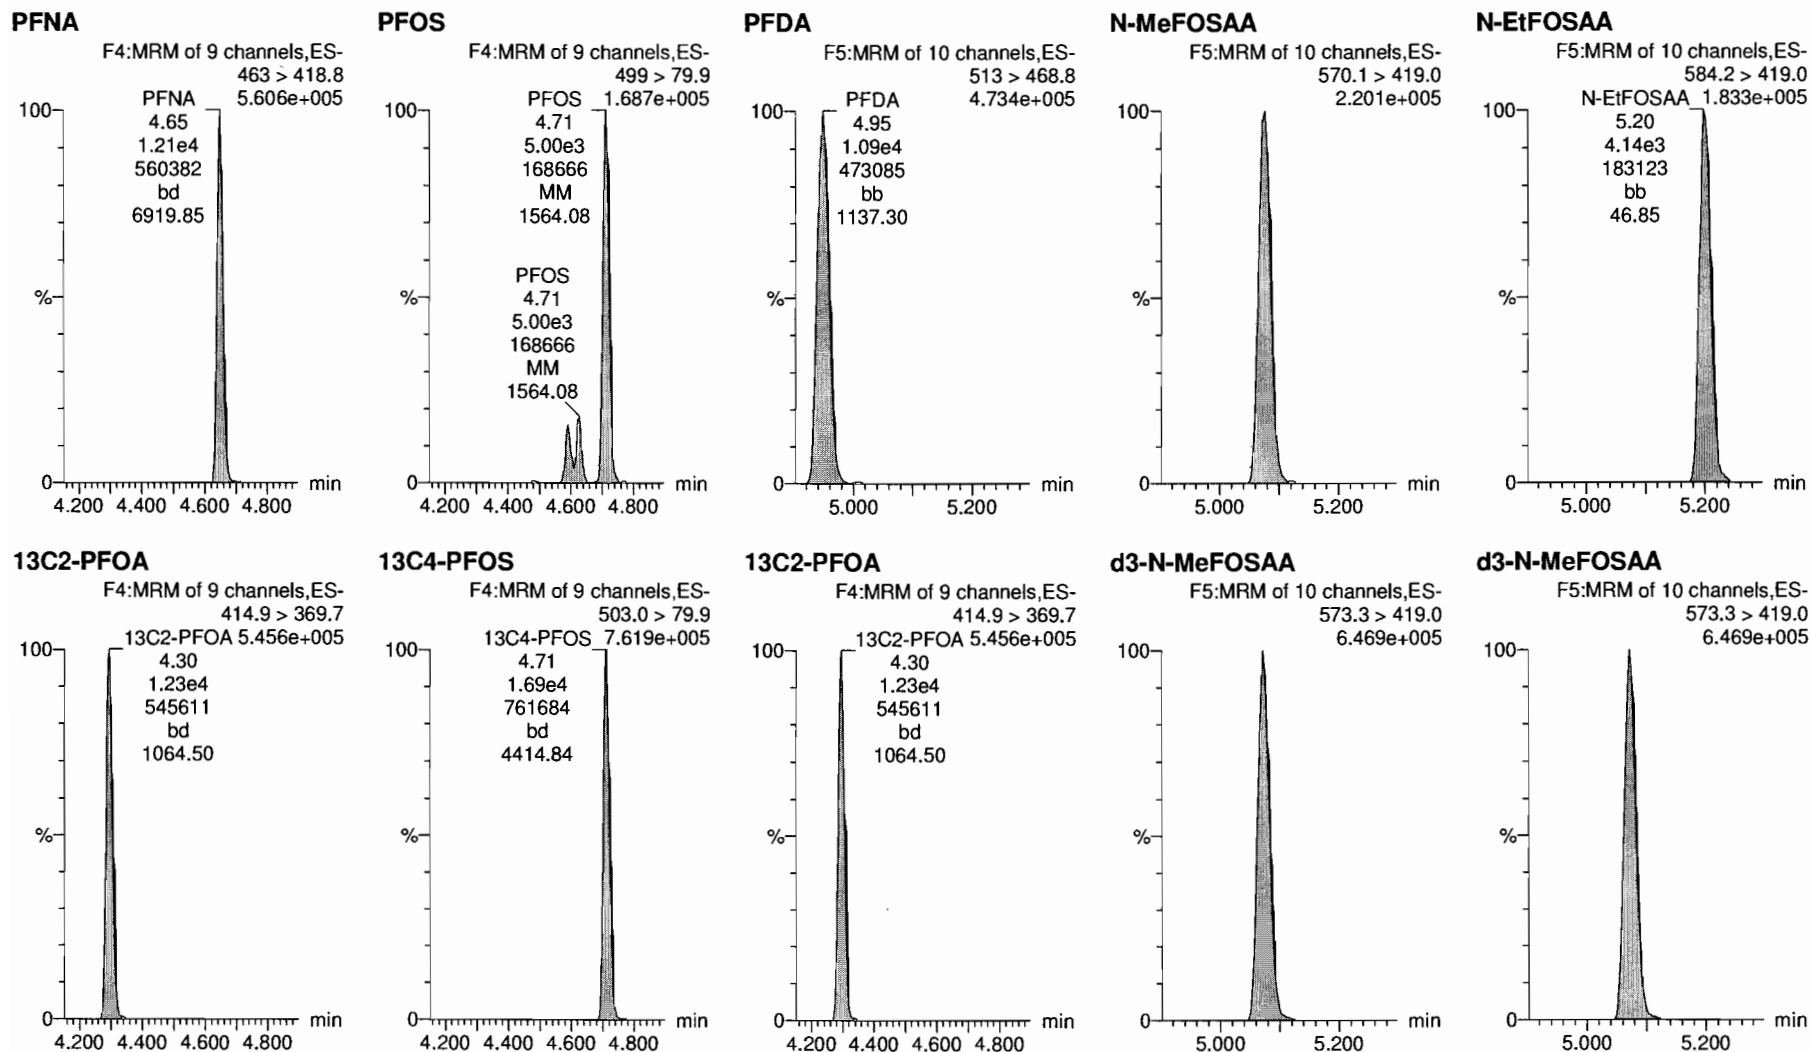 PFNA
F4:MRM of 9 channels,ES-
463 > 418.8
5.606e+005
PFNA
4.65
1.21e4
560382
bd
6919.85
100
%
0
min
4.200 4.400 4.600 4.800
PFOS
F4:MRM of 9 channels,ES-
499 > 79.9
1.687e+005
PFOS
4.71
5.00e3
168666
MM
1564.08
PFOS
4.71
5.00e3
168666
MM
1564.08
100
%
0
min
4.200 4.400 4.600 4.800
PFDA
F5:MRM of 10 channels,ES-
513 > 468.8
4.734e+005
PFDA
4.95
1.09e4
473085
bb
1137.30
100
%
0
min
5.000 5.200
N-MeFOSAA
F5:MRM of 10 channels,ES-
570.1 > 419.0
2.201e+005
100
%
0
min
5.000 5.200
N-EtFOSAA
F5:MRM of 10 channels,ES-
584.2 > 419.0
N-EtFOSAA 1.833e+005
5.20
4.14e3
183123
bb
46.85
100
%
0
min
5.000 5.200
13C2-PFOA
F4:MRM of 9 channels,ES-
414.9 > 369.7
13C2-PFOA 5.456e+005
4.30
1.23e4
545611
bd
1064.50
100
%
0
min
4.200 4.400 4.600 4.800
13C4-PFOS
F4:MRM of 9 channels,ES-
503.0 > 79.9
13C4-PFOS 7.619e+005
4.71
1.69e4
761684
bd
4414.84
100
%
0
min
4.200 4.400 4.600 4.800
13C2-PFOA
F4:MRM of 9 channels,ES-
414.9 > 369.7
13C2-PFOA 5.456e+005
4.30
1.23e4
545611
bd
1064.50
100
%
0
min
4.200 4.400 4.600 4.800
d3-N-MeFOSAA
F5:MRM of 10 channels,ES-
573.3 > 419.0
6.469e+005
100
%
0
min
5.000 5.200
d3-N-MeFOSAA
F5:MRM of 10 channels,ES-
573.3 > 419.0
6.469e+005
100
%
0
min
5.000 5.200